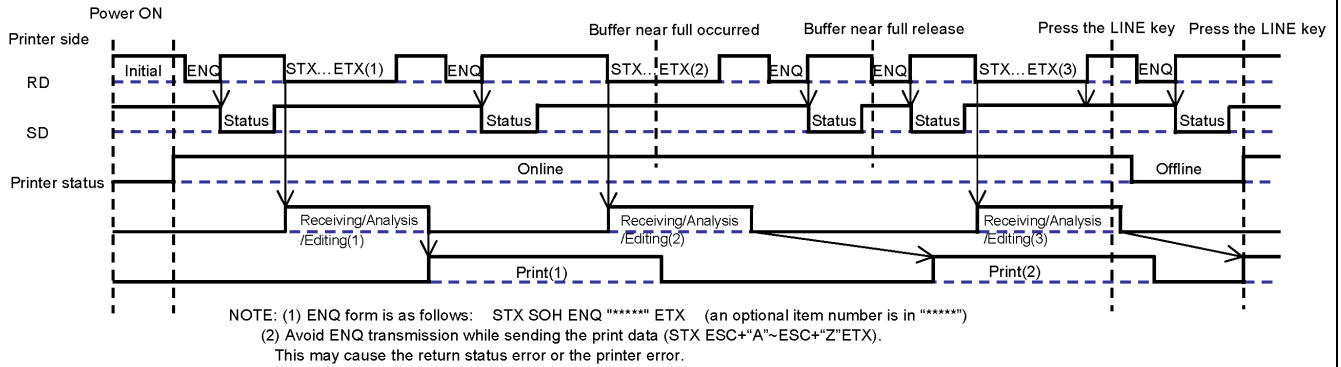 Power ON
Buffer near full occurred Buffer near full release Press the LINE key Press the LINE key
Printer side
Initial ENQ STX...ETX(1) ENQ STX...ETX(2) ENQ ENQ STX...ETX(3) ENQ
RD
Status Status Status Status Status
SD
Online Offline
Printer status
Receiving/Analysis Receiving/Analysis Receiving/Analysis
/Editing(1) /Editing(2) /Editing(3)
Print(1) Print(2)
NOTE: (1) ENQ form is as follows: STX SOH ENQ "*****" ETX (an optional item number is in “*****”)
(2) Avoid ENQ transmission while sending the print data (STX ESC+“A”~ESC+“Z”ETX).
This may cause the return status error or the printer error.